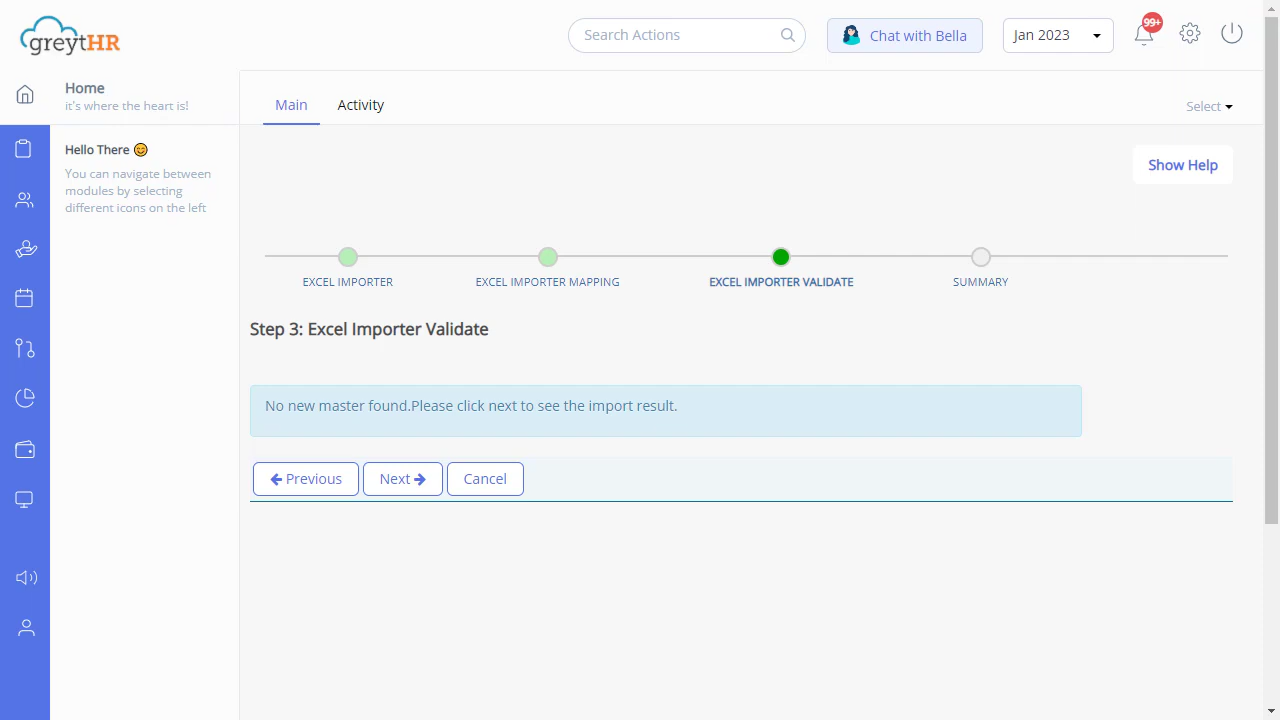 greytHR
Search Actions
Chat with Bella
Jan 2023
99+
Home
it's where the heart is!
Main
Activity
Select
Hello There
You can navigate between
modules by selecting
different icons on the left
Show Help
EXCEL IMPORTER
EXCEL IMPORTER MAPPING
EXCEL IMPORTER VALIDATE
SUMMARY
Step 3: Excel Importer Validate
No new master found.Please click next to see the import result.
Previous
Next
Cancel